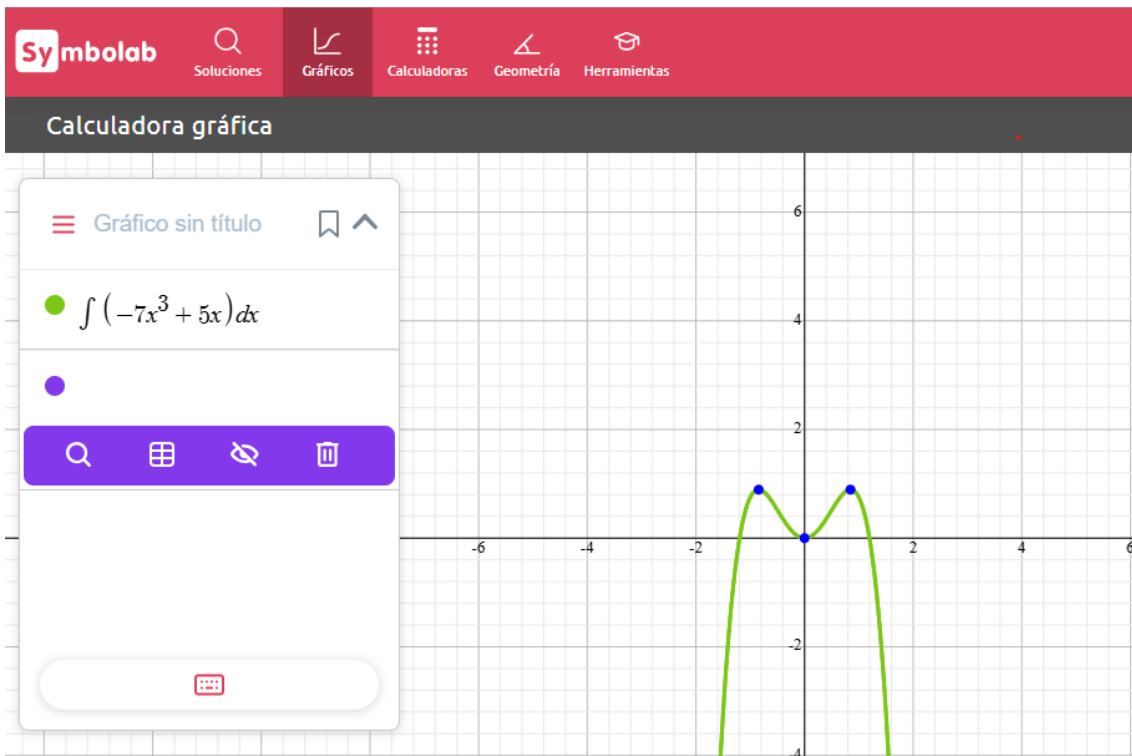 Symbolab
Soluciones
Gráficos
Calculadoras
Geometría
Herramientas
Calculadora gráfica
Gráfico sin título
∫(−7x³ + 5x)dx
6
4
2
-6 -4 -2 2 4 6
-2
-4